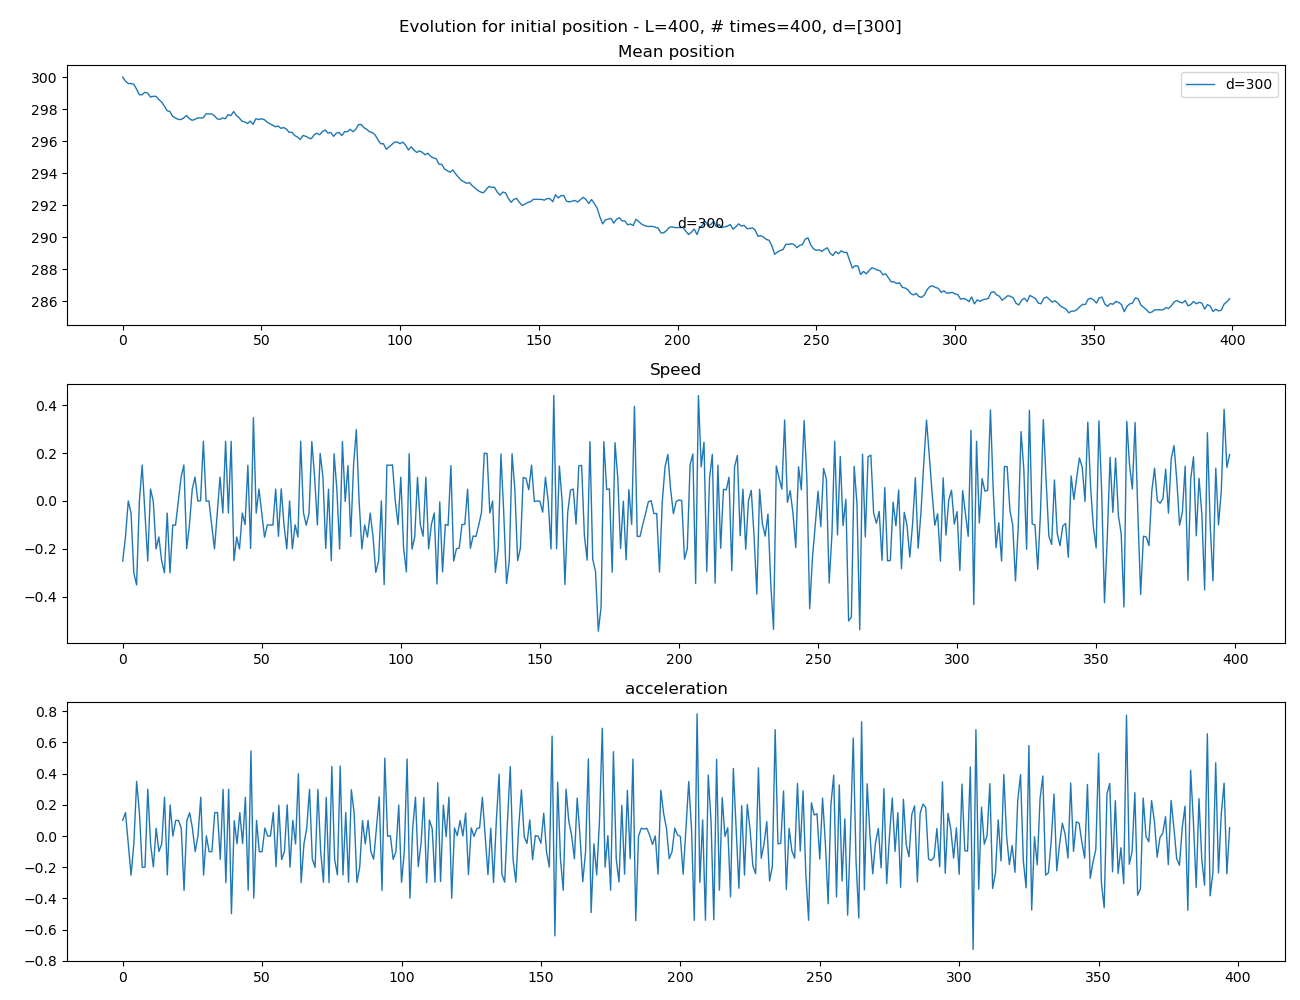 Evolution for initial position - L=400, # times=400, d=[300]
Mean position
300
298
296
294
292
290
288
286
d=300
d=300
0 50 100 150 200 250 300 350 400
Speed
0.4
0.2
0.0
−0.2
−0.4
0 50 100 150 200 250 300 350 400
acceleration
0.8
0.6
0.4
0.2
0.0
−0.2
−0.4
−0.6
−0.8
0 50 100 150 200 250 300 350 400